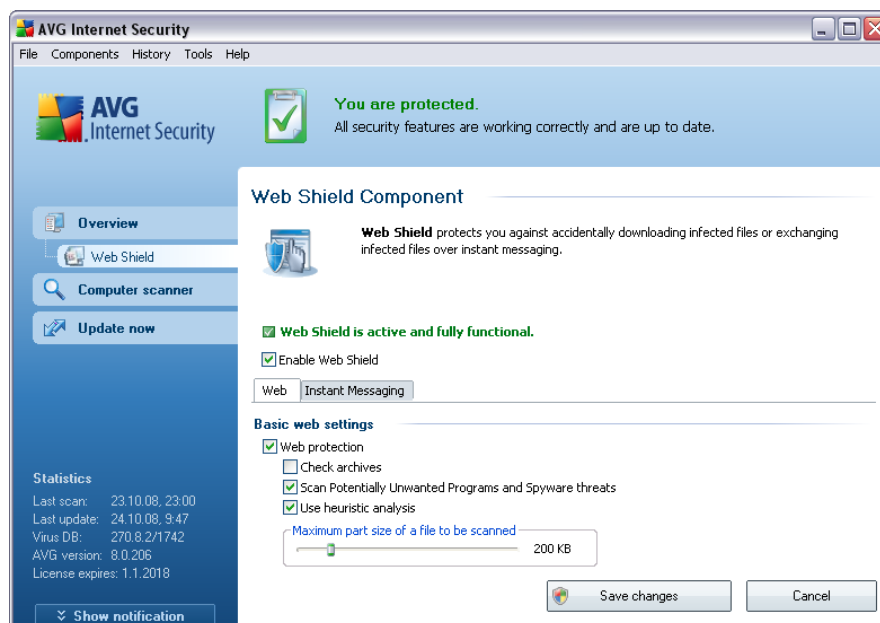 AVG Internet Security
File Components History Tools Help
AVG
Internet Security
You are protected.
All security features are working correctly and are up to date.
Web Shield Component
Overview
Web Shield
Computer scanner
Update now
Web Shield protects you against accidentally downloading infected files or exchanging
infected files over instant messaging.
Web Shield is active and fully functional.
Enable Web Shield
Web Instant Messaging
Basic web settings
Web protection
Check archives
Scan Potentially Unwanted Programs and Spyware threats
Use heuristic analysis
Maximum part size of a file to be scanned
200 KB
Statistics
Last scan: 23.10.08, 23:00
Last update: 24.10.08, 9:47
Virus DB: 270.8.2/1742
AVG version: 8.0.206
License expires: 1.1.2018
Show notification
Save changes Cancel